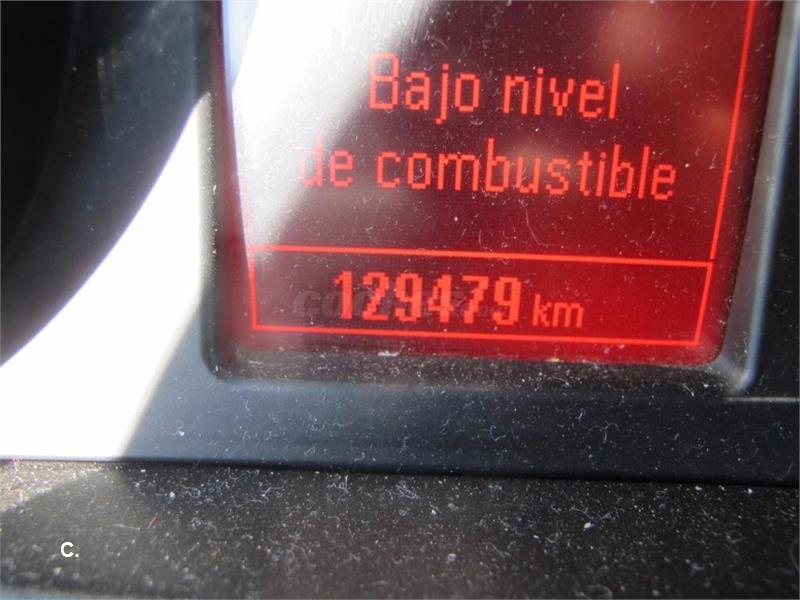 Bajo nivel
de combustible
129479 km
C.